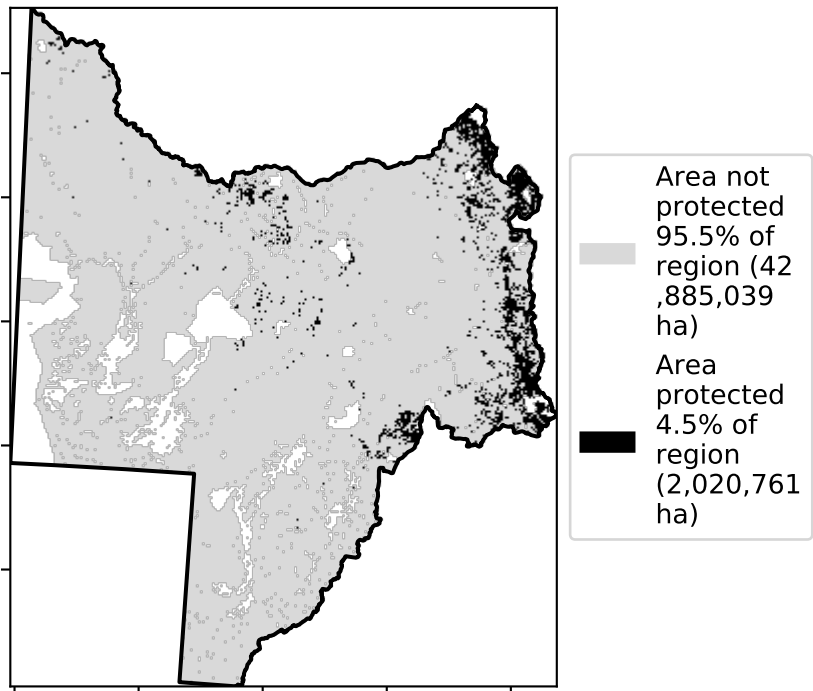 Area not
protected
95.5% of
region (42
,885,039
ha)
Area
protected
4.5% of
region
(2,020,761
ha)